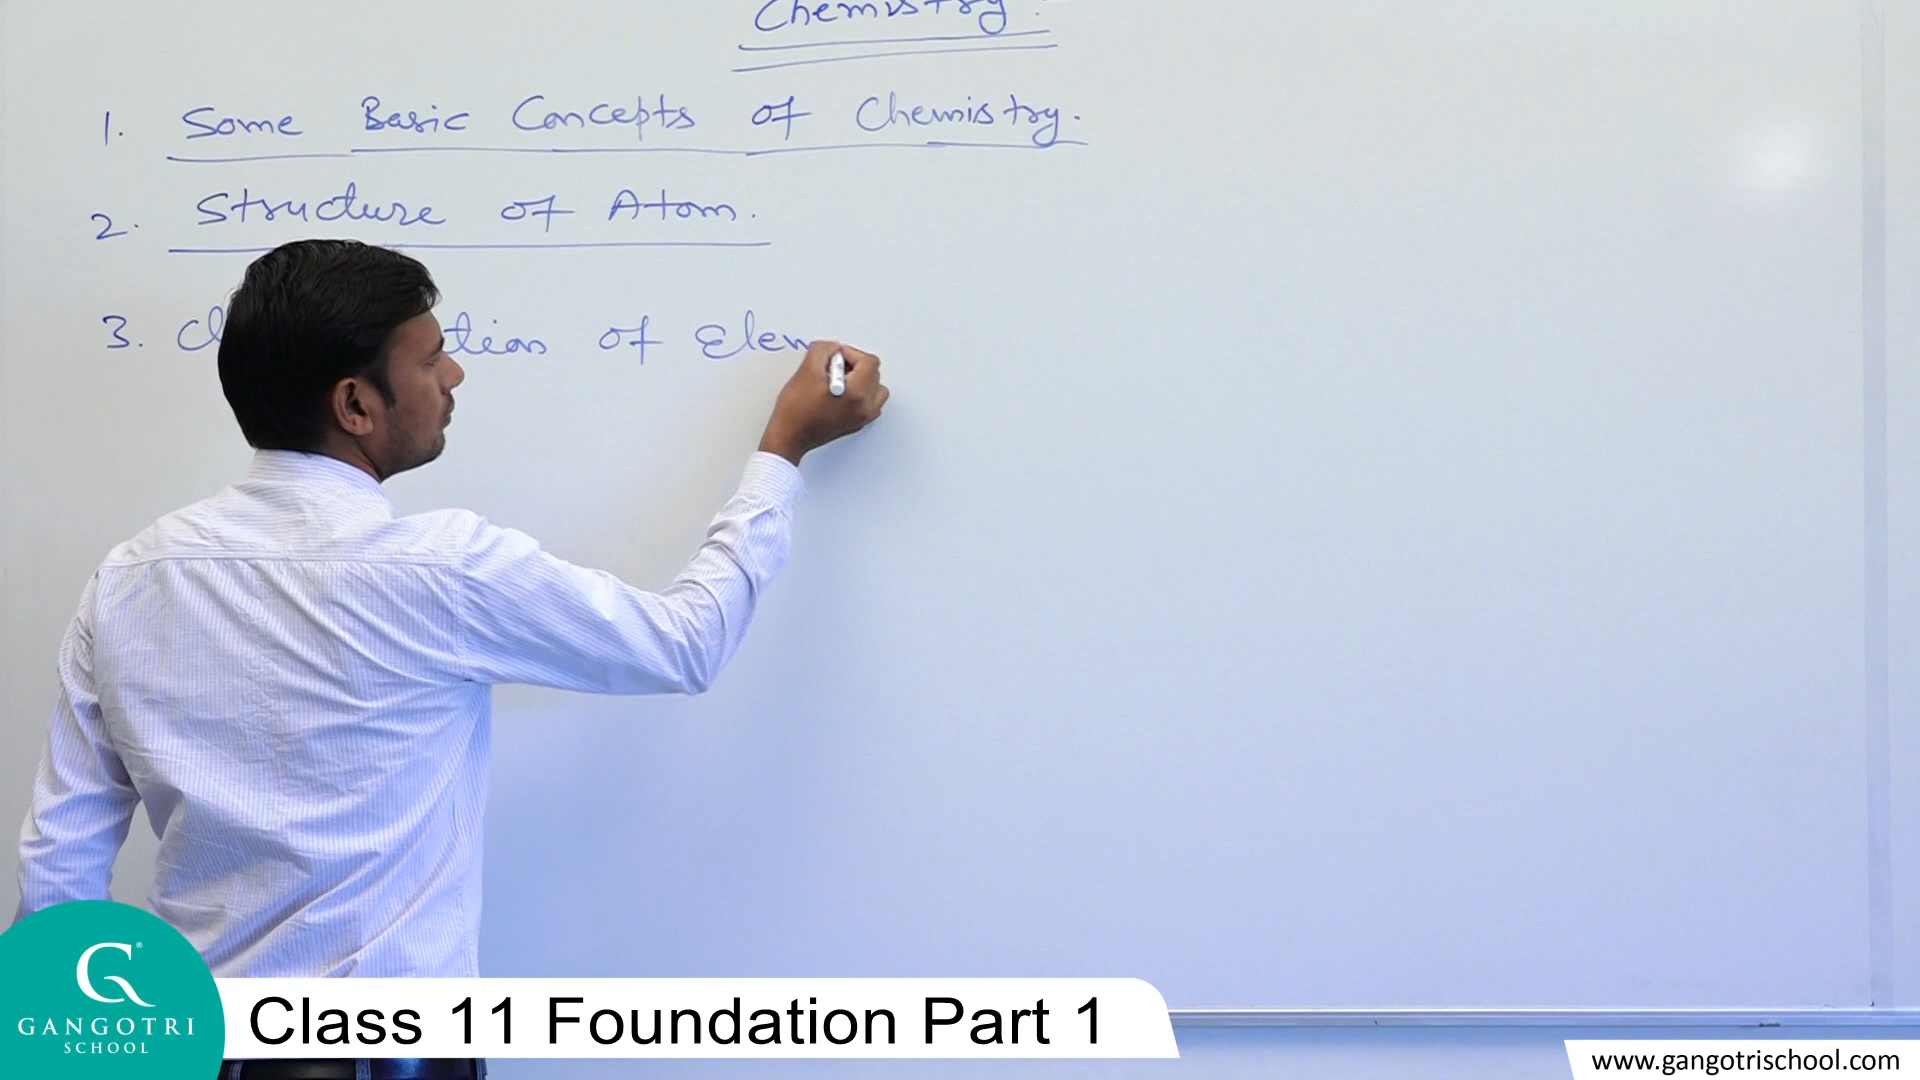 Chemistry.
1. Some Basic Concepts of Chemistry.
2. Structure of Atom.
3. of
G®
GANGOTRI
SCHOOL
Class 11 Foundation Part 1
www.gangotrischool.com